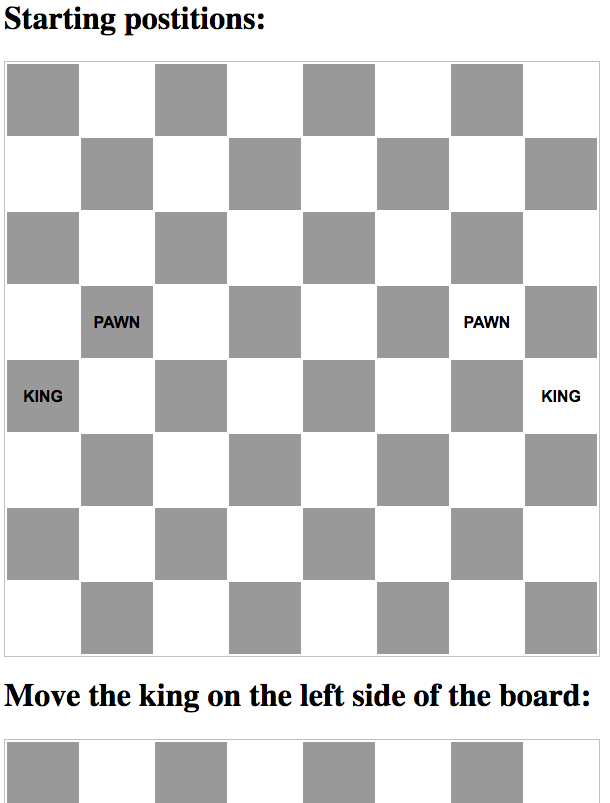 Starting postitions:
PAWN PAWN
KING KING
Move the king on the left side of the board: